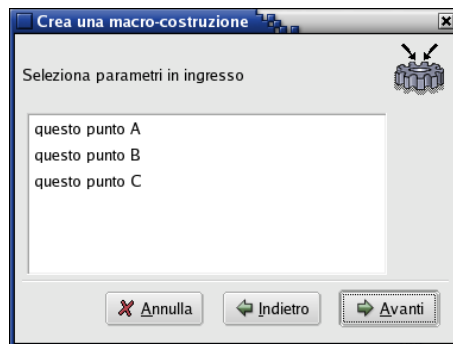 Crea una macro-costruzione
Seleziona parametri in ingresso
questo punto A
questo punto B
questo punto C
Annulla
Indietro
Avanti